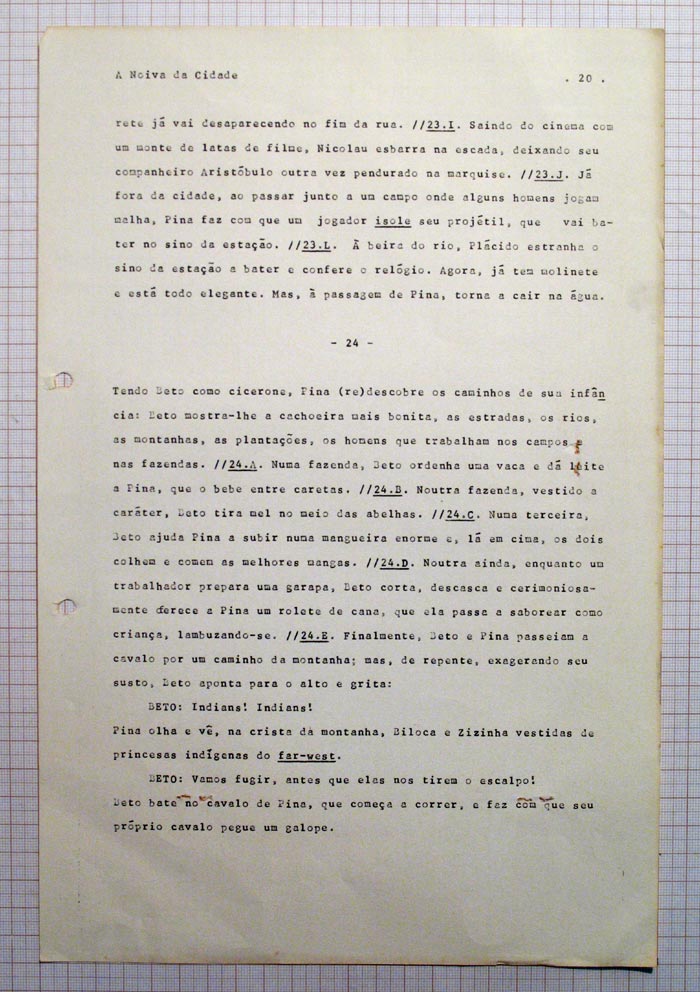 A Noiva da Cidade . 20 .
rete já vai desaparecendo no fim da rua. //23.I. Saindo do cinema com
um monte de latas de filme, Nicolau esbarra na escada, deixando seu
companheiro Aristóbulo outra vez pendurado na marquise. //23.J. Já
fora da cidade, ao passar junto a um campo onde alguns homens jogam
malha, Pina faz com que um jogador isole seu projétil, que vai ba-
ter no sino da estação. //23.L. À beira do rio, Plácido estranha o
sino da estação a bater e confere o relógio. Agora, já tem molinete
e está todo elegante. Mas, à passagem de Pina, torna a cair na água.
- 24 -
Tendo Beto como cicerone, Pina (re)descobre os caminhos de sua infân
cia: Beto mostra-lhe a cachoeira mais bonita, as estradas, os rios,
as montanhas, as plantações, os homens que trabalham nos campos e
nas fazendas. //24.A. Numa fazenda, Beto ordenha uma vaca e dá leite
a Pina, que o bebe entre caretas. //24.B. Noutra fazenda, vestido a
caráter, Beto tira mel no meio das abelhas. //24.C. Numa terceira,
Beto ajuda Pina a subir numa mangueira enorme e, lá em cima, os dois
colhem e comem as melhores mangas. //24.D. Noutra ainda, enquanto um
trabalhador prepara uma garapa, Beto corta, descasca e cerimoniosa-
mente oferece a Pina um rolete de cana, que ela passa a saborear como
criança, lambuzando-se. //24.E. Finalmente, Beto e Pina passeiam a
cavalo por um caminho da montanha; mas, de repente, exagerando seu
susto, Beto aponta para o alto e grita:
BETO: Indians! Indians!
Pina olha e vê, na crista da montanha, Biloca e Zizinha vestidas de
princesas indígenas do far-west.
BETO: Vamos fugir, antes que elas nos tirem o escalpo!
Beto bate no cavalo de Pina, que começa a correr, e faz com que seu
próprio cavalo pegue um galope.